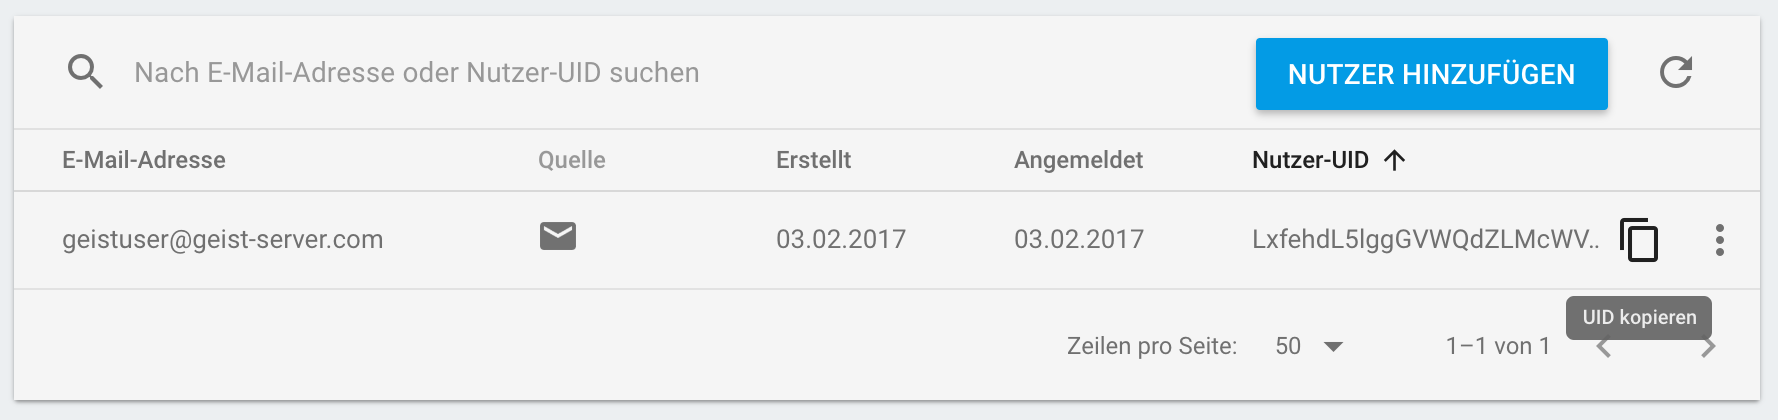 Nach E-Mail-Adresse oder Nutzer-UID suchen NUTZER HINZUFÜGEN
E-Mail-Adresse Quelle Erstellt Angemeldet Nutzer-UID
geistuser@geist-server.com 03.02.2017 03.02.2017 LxfehdL5lggGVWQdZLMcWV..
UID kopieren
Zeilen pro Seite: 50 1–1 von 1